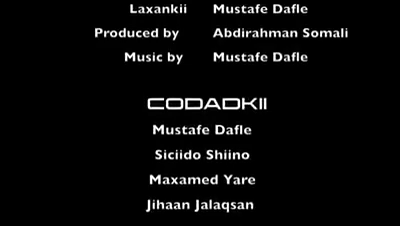 Laxankii Mustafe Dafle
Produced by Abdirahman Somali
Music by Mustafe Dafle
CODADKII
Mustafe Dafle
Siciido Shiino
Maxamed Yare
Jihaan Jalaqsan